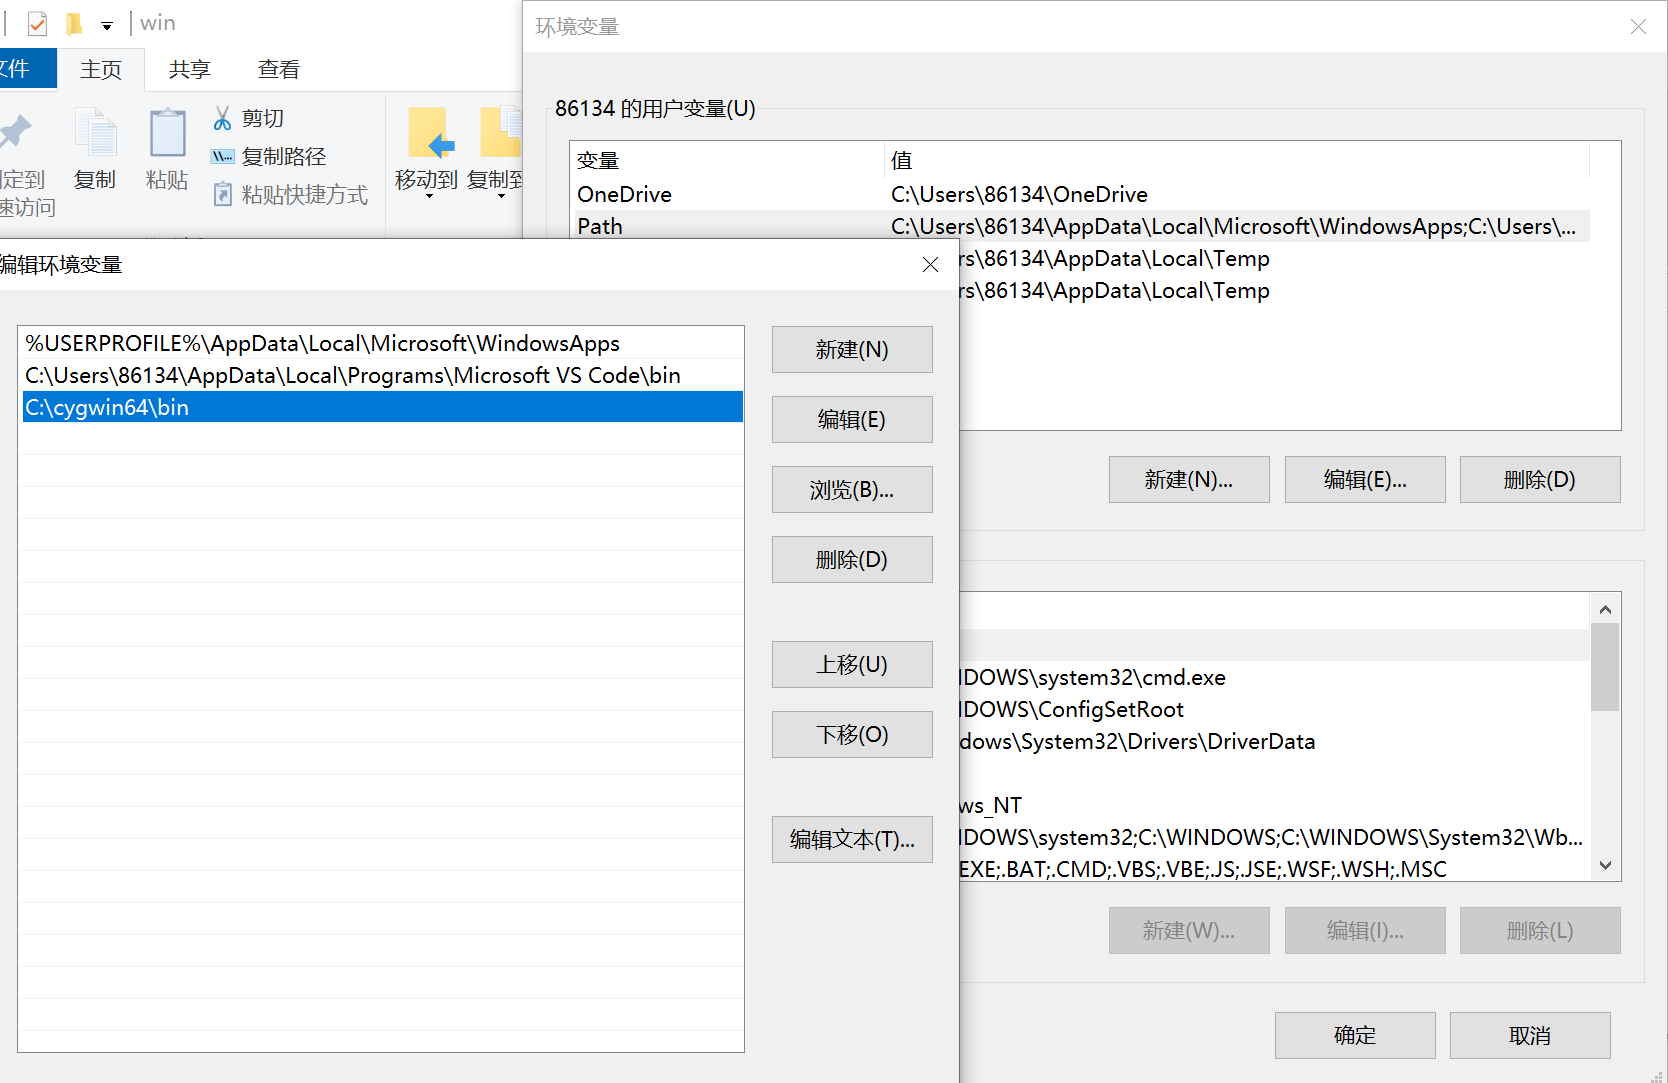 win
文件
主页
共享
查看
复制
粘贴
剪切
复制路径
粘贴快捷方式
移动到
复制到
定到
速访问
环境变量
86134 的用户变量(U)
变量 值
OneDrive C:\Users\86134\OneDrive
Path C:\Users\86134\AppData\Local\Microsoft\WindowsApps;C:\Users\...
rs\86134\AppData\Local\Temp
rs\86134\AppData\Local\Temp
新建(N)...
编辑(E)...
删除(D)
NDOWS\system32\cmd.exe
NDOWS\ConfigSetRoot
dows\System32\Drivers\DriverData
ws_NT
NDOWS\system32;C:\WINDOWS;C:\WINDOWS\System32\Wb...
EXE;.BAT;.CMD;.VBS;.VBE;.JS;.JSE;.WSF;.WSH;.MSC
新建(W)...
编辑(I)...
删除(L)
确定
取消
编辑环境变量
%USERPROFILE%\AppData\Local\Microsoft\WindowsApps
C:\Users\86134\AppData\Local\Programs\Microsoft VS Code\bin
C:\cygwin64\bin
新建(N)
编辑(E)
浏览(B)...
删除(D)
上移(U)
下移(O)
编辑文本(T)...